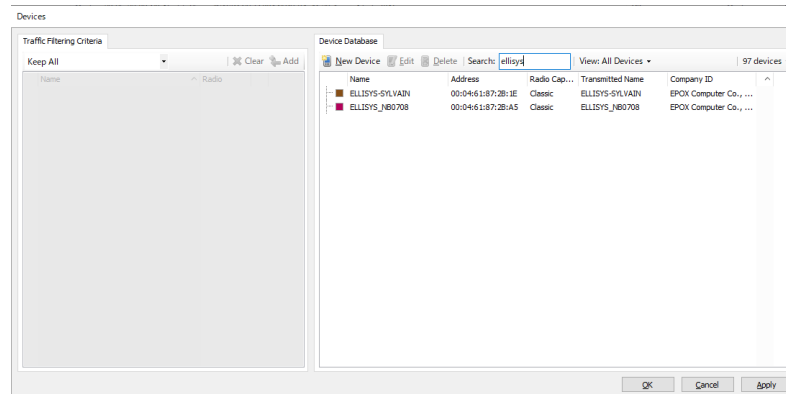 Devices
Traffic Filtering Criteria
Keep All
Clear
Add
Name
Radio
Device Database
New Device
Edit
Delete
Search: ellisys
View: All Devices
97 devices
Name Address Radio Cap... Transmitted Name Company ID
ELLISYS-SYLVAIN 00:04:61:87:2B:1E Classic ELLISYS-SYLVAIN EPOX Computer Co., ...
ELLISYS_NB0708 00:04:61:87:2B:A5 Classic ELLISYS_NB0708 EPOX Computer Co., ...
OK
Cancel
Apply